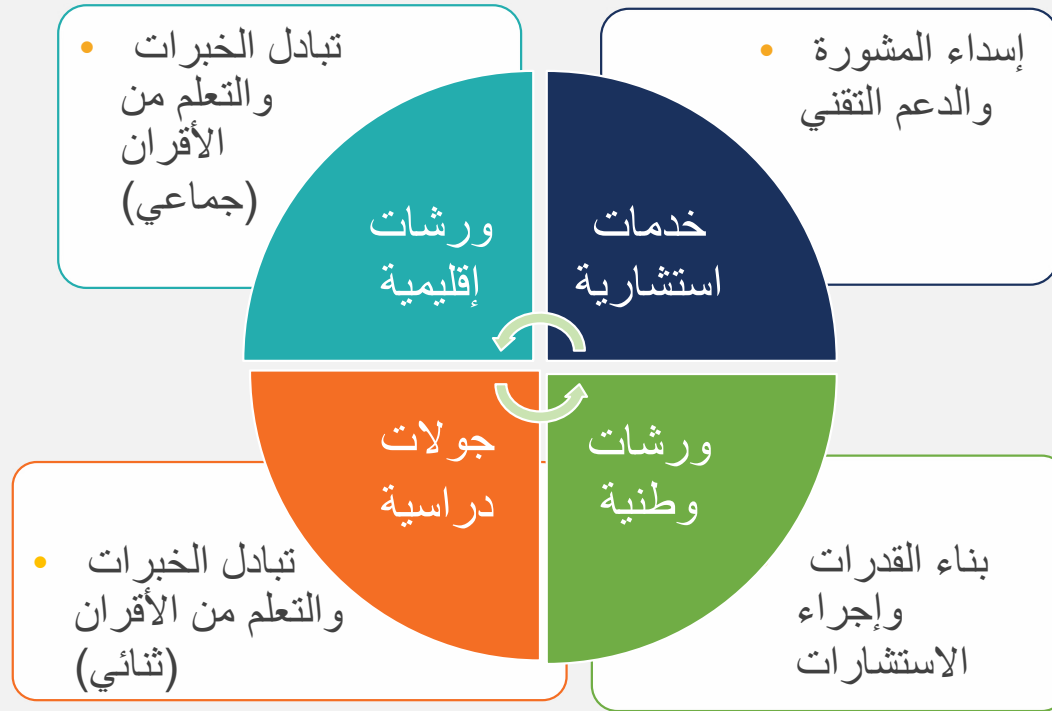 • إسداء المشورة
والدعم التقني
خدمات
استشارية
• تبادل الخبرات
والتعلم من
الأقران
(جماعي)
ورشات
إقليمية
بناء القدرات
وإجراء
الاستشارات
ورشات
وطنية
• تبادل الخبرات
والتعلم من الأقران
(ثنائي)
جولات
دراسية